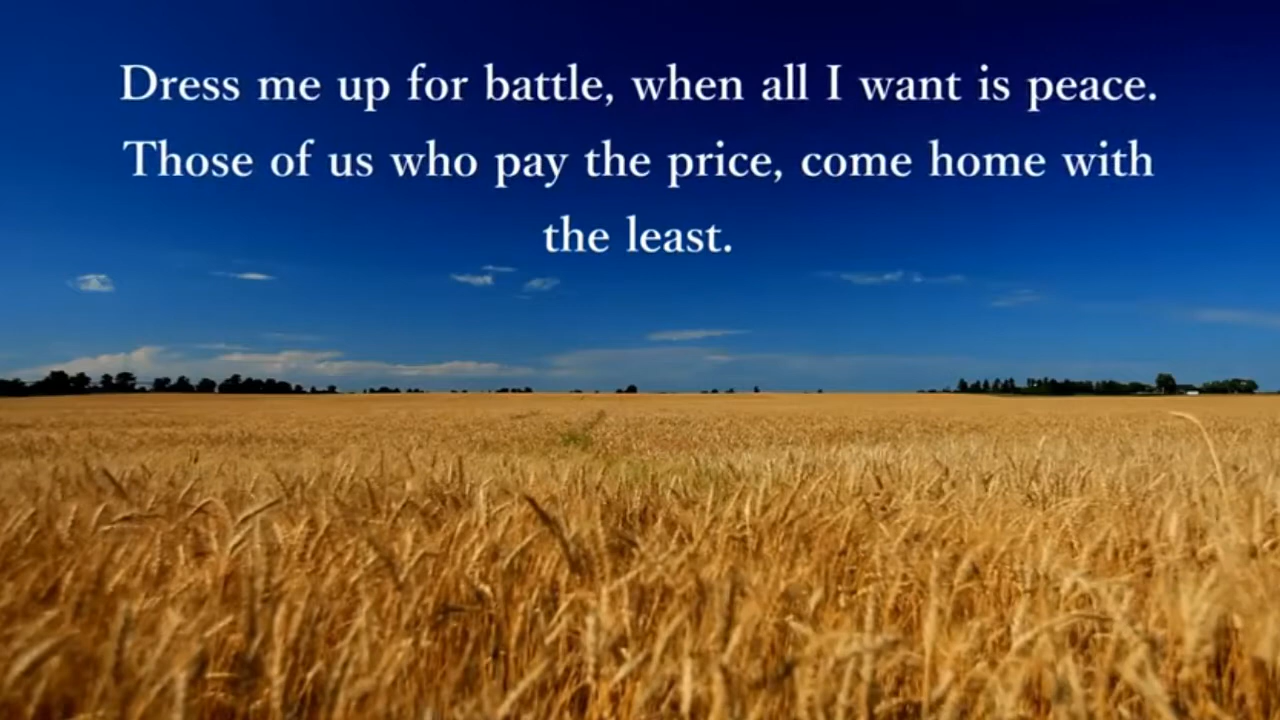 Dress me up for battle, when all I want is peace.
Those of us who pay the price, come home with
the least.